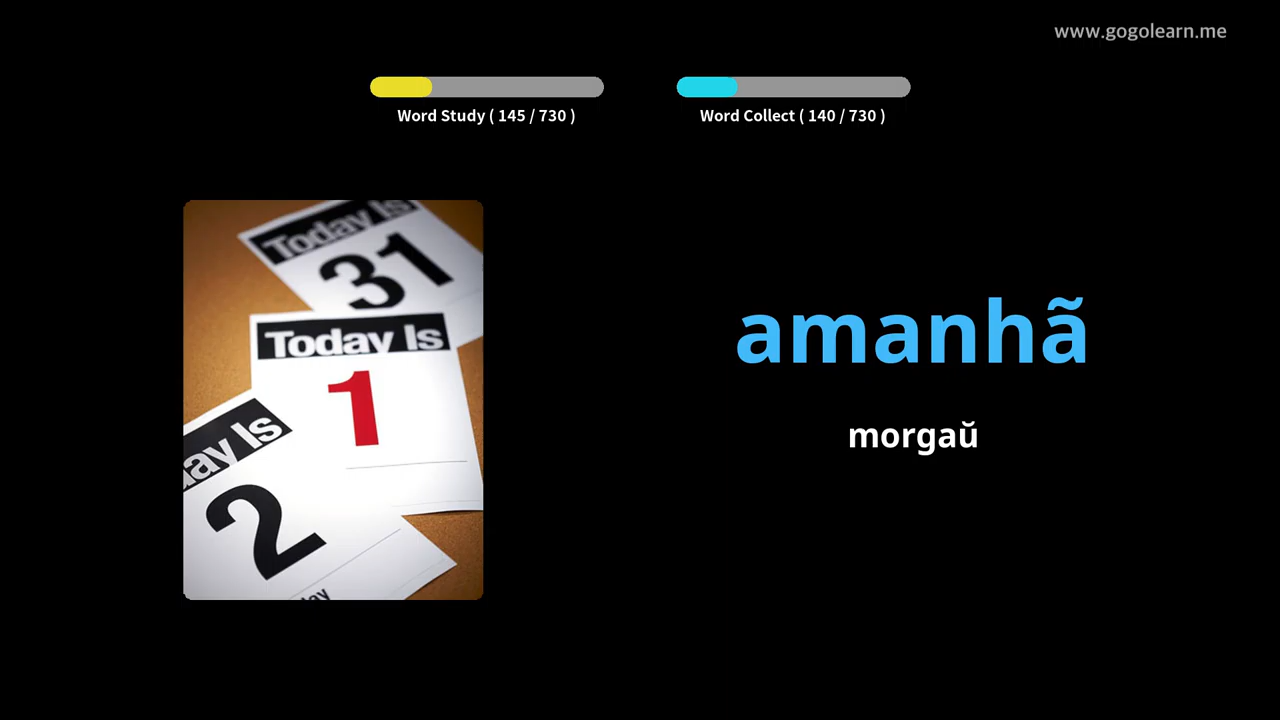 www.gogolearn.me
Word Study ( 145 / 730 )
Word Collect ( 140 / 730 )
Today Is
31
Today Is
1
ay Is
2
amanhã
morgaŭ